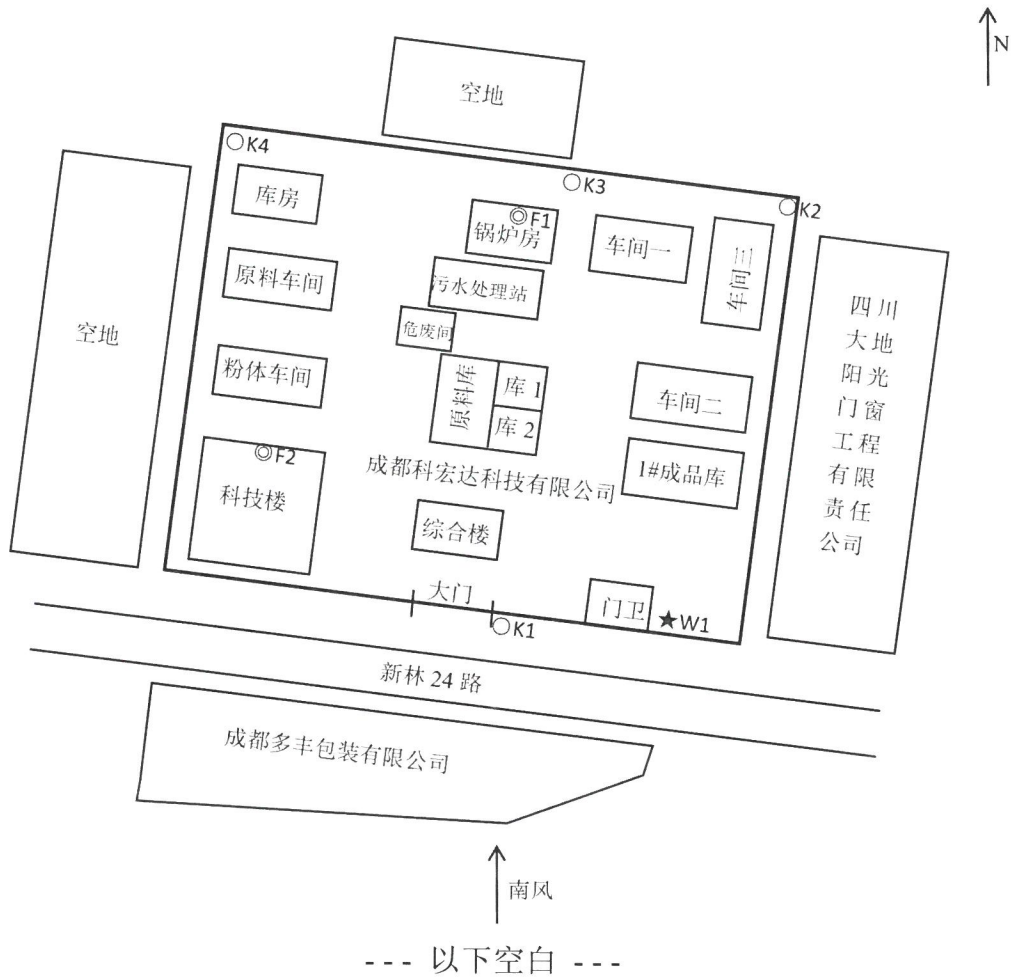 N
空地
K4
K3
K2
库房
F1
锅炉房
车间一
车间三
原料车间
污水处理站
危废间
空地
四川
大地
阳光
门窗
工程
有限
责任
公司
粉体车间
原料库
库 1
库 2
车间二
1#成品库
F2
科技楼
成都科宏达科技有限公司
综合楼
大门
门卫
★W1
K1
新林 24 路
成都多丰包装有限公司
南风
--- 以下空白 ---